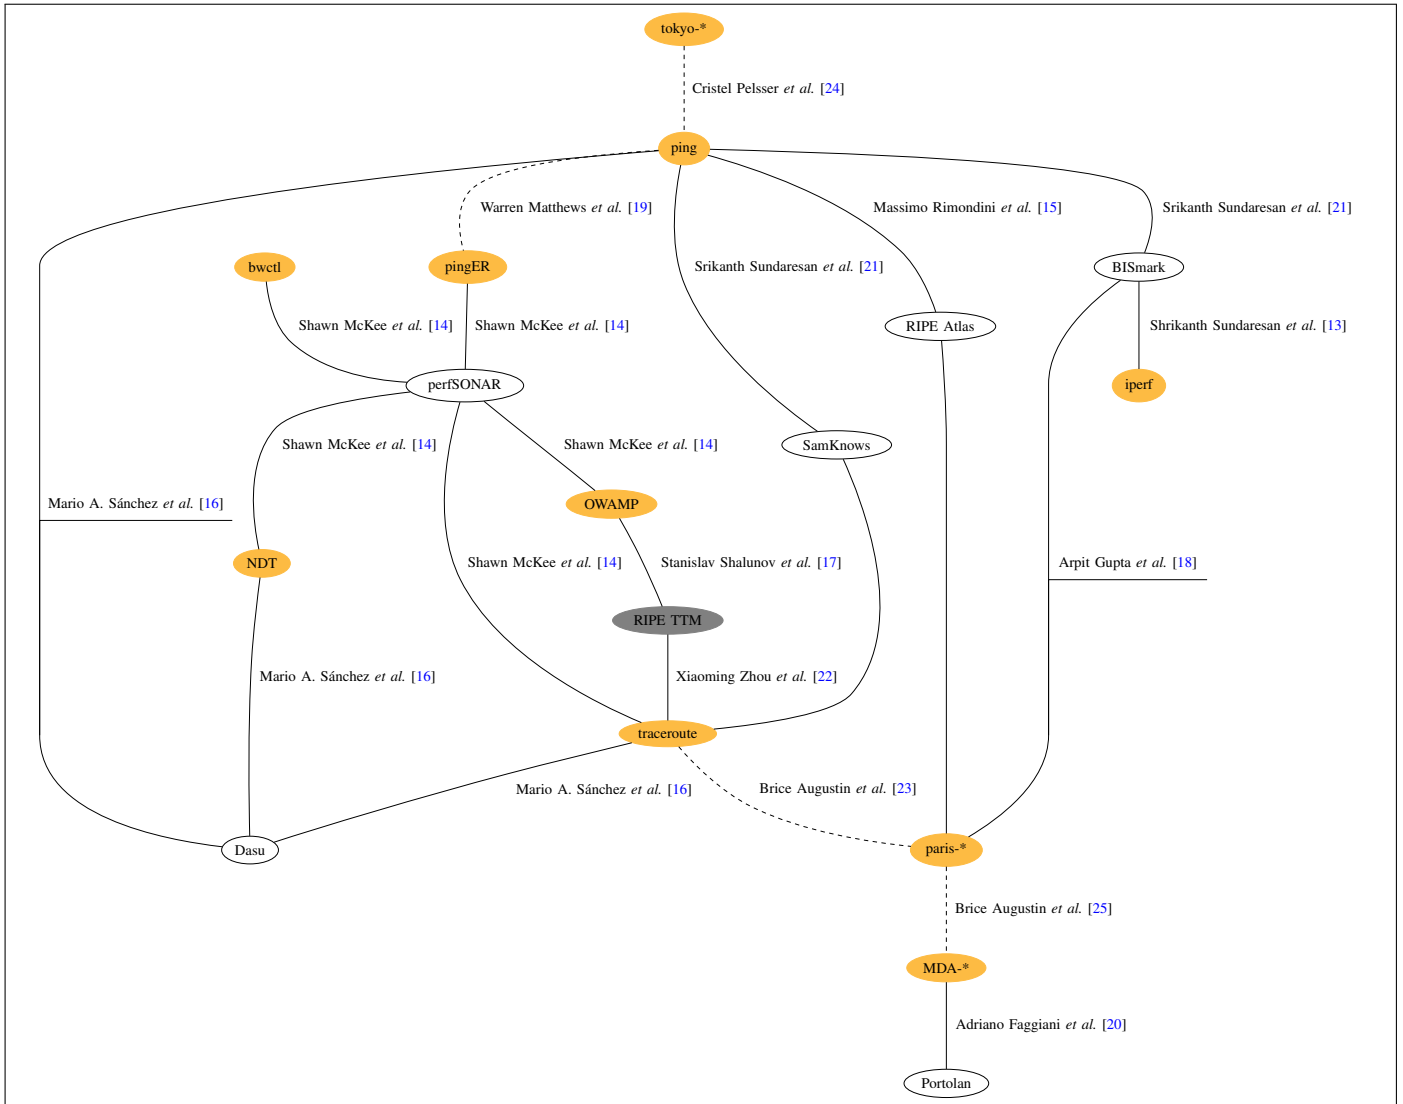 tokyo-*
Cristel Pelsser et al. [24]
ping
Warren Matthews et al. [19]
Massimo Rimondini et al. [15]
Srikanth Sundaresan et al. [21]
bwctl
pingER
Srikanth Sundaresan et al. [21]
BISmark
Shawn McKee et al. [14]
Shawn McKee et al. [14]
RIPE Atlas
Shrikanth Sundaresan et al. [13]
perfSONAR
iperf
Shawn McKee et al. [14]
Shawn McKee et al. [14]
SamKnows
Mario A. Sánchez et al. [16]
OWAMP
NDT
Shawn McKee et al. [14]
Stanislav Shalunov et al. [17]
Arpit Gupta et al. [18]
RIPE TTM
Mario A. Sánchez et al. [16]
Xiaoming Zhou et al. [22]
traceroute
Mario A. Sánchez et al. [16]
Brice Augustin et al. [23]
Dasu
paris-*
Brice Augustin et al. [25]
MDA-*
Adriano Faggiani et al. [20]
Portolan